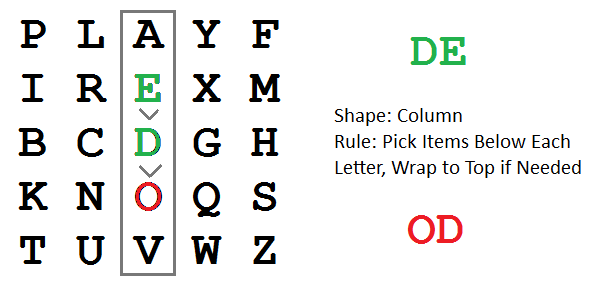 P L A Y F
I R E X M
B C D G H
K N O Q S
T U V W Z
DE
Shape: Column
Rule: Pick Items Below Each
Letter, Wrap to Top if Needed
OD